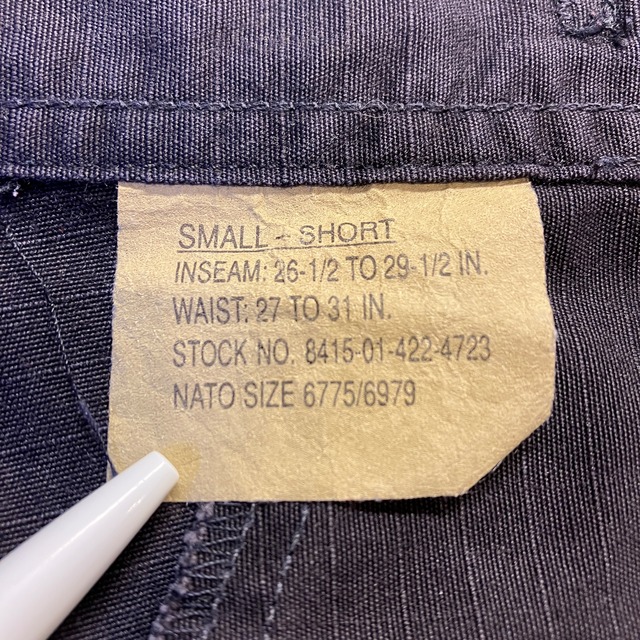 SMALL - SHORT
INSEAM: 26-1/2 TO 29-1/2 IN.
WAIST: 27 TO 31 IN.
STOCK NO. 8415-01-422-4723
NATO SIZE 6775/6979